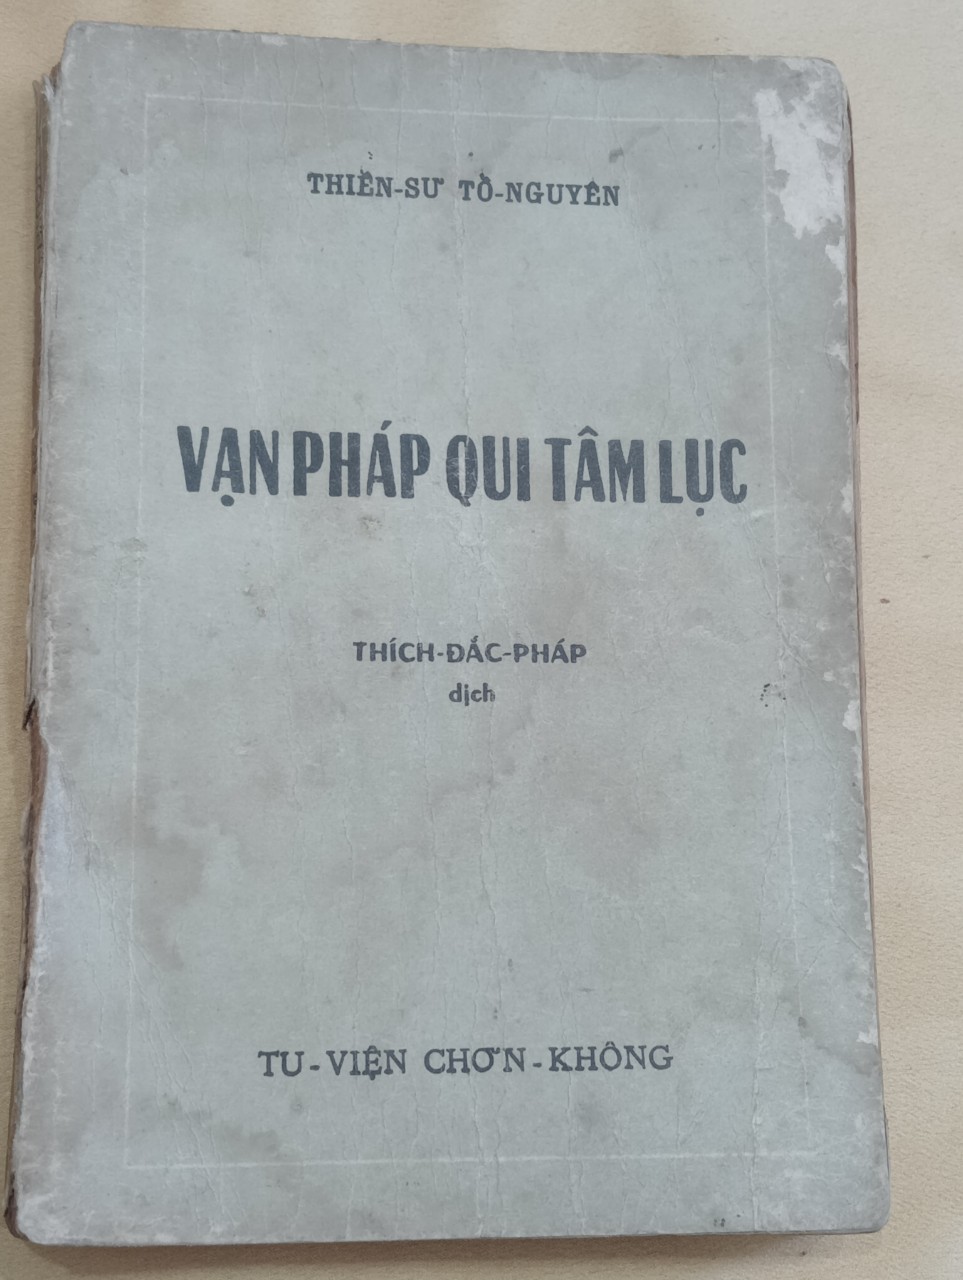 THIỀN-SƯ TỔ-NGUYÊN
VẠN PHÁP QUI TÂM LỤC
THÍCH-ĐẮC-PHÁP
dịch
TU-VIỆN CHƠN-KHÔNG